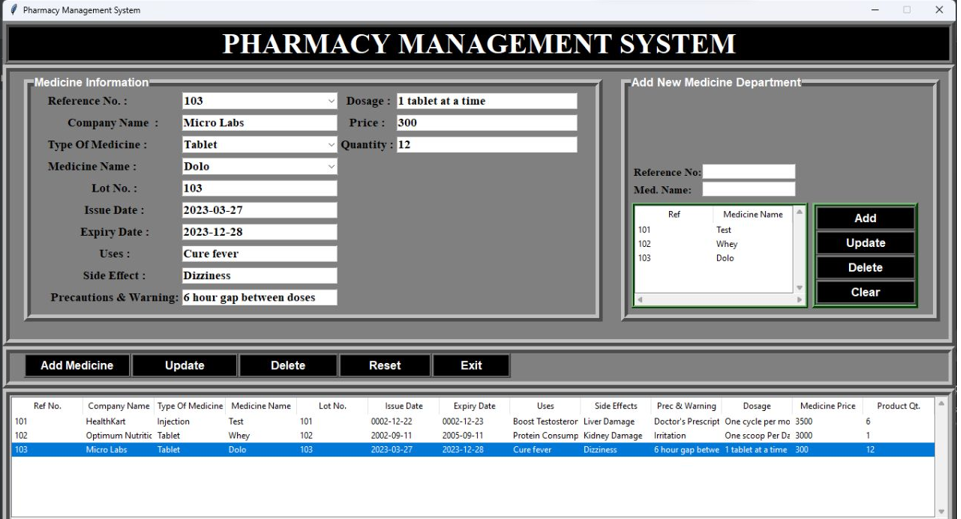 Pharmacy Management System
PHARMACY MANAGEMENT SYSTEM
Medicine Information
Reference No. : 103
Company Name : Micro Labs
Type Of Medicine : Tablet
Medicine Name : Dolo
Lot No. : 103
Issue Date : 2023-03-27
Expiry Date : 2023-12-28
Uses : Cure fever
Side Effect : Dizziness
Precautions & Warning: 6 hour gap between doses
Dosage : 1 tablet at a time
Price : 300
Quantity : 12
Add New Medicine Department
Reference No:
Med. Name:
Ref Medicine Name
101 Test
102 Whey
103 Dolo
Add
Update
Delete
Clear
Add Medicine Update Delete Reset Exit
Ref No. Company Name Type Of Medicine Medicine Name Lot No. Issue Date Expiry Date Uses Side Effects Prec & Warning Dosage Medicine Price Product Qt.
101 HealthKart Injection Test 101 0002-12-22 0002-12-23 Boost Testosteron Liver Damage Doctor's Prescript One cycle per mo 3500 6
102 Optimum Nutritic Tablet Whey 102 2002-09-11 2005-09-11 Protein Consump Kidney Damage Irritation One scoop Per Da 3000 1
103 Micro Labs Tablet Dolo 103 2023-03-27 2023-12-28 Cure fever Dizziness 6 hour gap betwe 1 tablet at a time 300 12